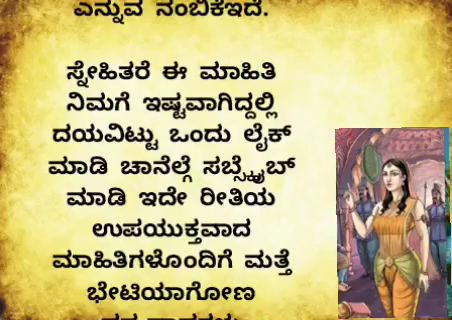 ಎನ್ನುವ ನಂಬಿಕೆಇದೆ.
ಸ್ನೇಹಿತರೆ ಈ ಮಾಹಿತಿ
ನಿಮಗೆ ಇಷ್ಟವಾಗಿದ್ದಲ್ಲಿ
ದಯವಿಟ್ಟು ಒಂದು ಲೈಕ್
ಮಾಡಿ ಚಾನೆಲ್ಗೆ ಸಬ್ಸ್ಕ್ರೈಬ್
ಮಾಡಿ ಇದೇ ರೀತಿಯ
ಉಪಯುಕ್ತವಾದ
ಮಾಹಿತಿಗಳೊಂದಿಗೆ ಮತ್ತೆ
ಭೇಟಿಯಾಗೋಣ